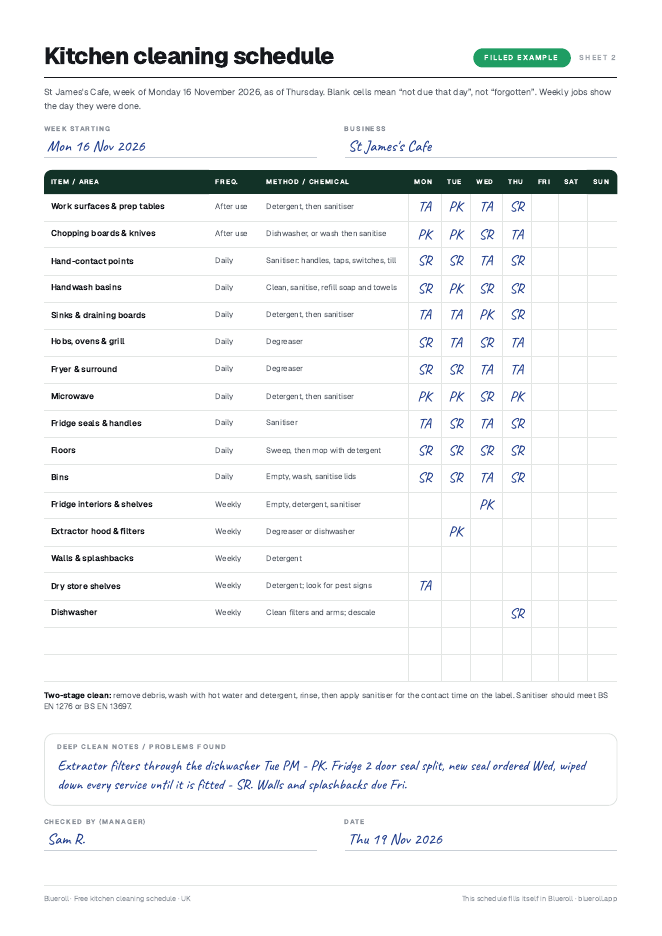 Kitchen cleaning schedule
FILLED EXAMPLE SHEET 2
St James's Cafe, week of Monday 16 November 2026, as of Thursday. Blank cells mean “not due that day”, not “forgotten”. Weekly jobs show
the day they were done.
WEEK STARTING BUSINESS
Mon 16 Nov 2026 St James's Cafe
ITEM / AREA FREQ. METHOD / CHEMICAL MON TUE WED THU FRI SAT SUN
Work surfaces & prep tables After use Detergent, then sanitiser TA PK TA SR
Chopping boards & knives After use Dishwasher, or wash then sanitise PK PK SR TA
Hand-contact points Daily Sanitiser: handles, taps, switches, till SR SR TA SR
Handwash basins Daily Clean, sanitise, refill soap and towels SR PK SR SR
Sinks & draining boards Daily Detergent, then sanitiser TA TA PK SR
Hobs, ovens & grill Daily Degreaser SR TA SR TA
Fryer & surround Daily Degreaser SR SR TA TA
Microwave Daily Detergent, then sanitiser PK PK SR PK
Fridge seals & handles Daily Sanitiser TA SR TA SR
Floors Daily Sweep, then mop with detergent SR SR SR SR
Bins Daily Empty, wash, sanitise lids SR SR TA SR
Fridge interiors & shelves Weekly Empty, detergent, sanitiser PK
Extractor hood & filters Weekly Degreaser or dishwasher PK
Walls & splashbacks Weekly Detergent
Dry store shelves Weekly Detergent; look for pest signs TA
Dishwasher Weekly Clean filters and arms; descale SR
Two-stage clean: remove debris, wash with hot water and detergent, rinse, then apply sanitiser for the contact time on the label. Sanitiser should meet BS
EN 1276 or BS EN 13697.
DEEP CLEAN NOTES / PROBLEMS FOUND
Extractor filters through the dishwasher Tue PM - PK. Fridge 2 door seal split, new seal ordered Wed, wiped
down every service until it is fitted - SR. Walls and splashbacks due Fri.
CHECKED BY (MANAGER) DATE
Sam R. Thu 19 Nov 2026
Blueroll · Free kitchen cleaning schedule · UK This schedule fills itself in Blueroll · blueroll.app